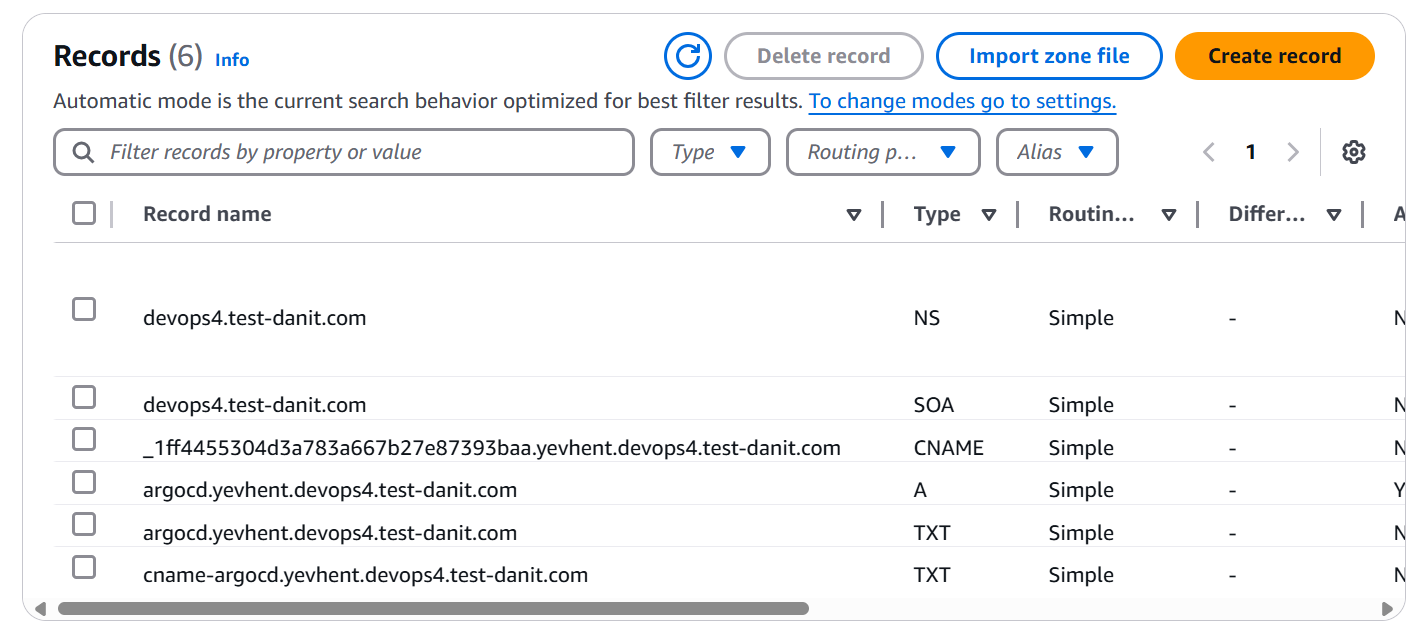 Records (6) Info Delete record Import zone file Create record
Automatic mode is the current search behavior optimized for best filter results. To change modes go to settings.
Filter records by property or value Type Routing p... Alias 1
Record name Type Routin... Differ... A
devops4.test-danit.com NS Simple - N
devops4.test-danit.com SOA Simple - N
_1ff4455304d3a783a667b27e87393baa.yevhent.devops4.test-danit.com CNAME Simple - N
argocd.yevhent.devops4.test-danit.com A Simple - Y
argocd.yevhent.devops4.test-danit.com TXT Simple - N
cname-argocd.yevhent.devops4.test-danit.com TXT Simple - N